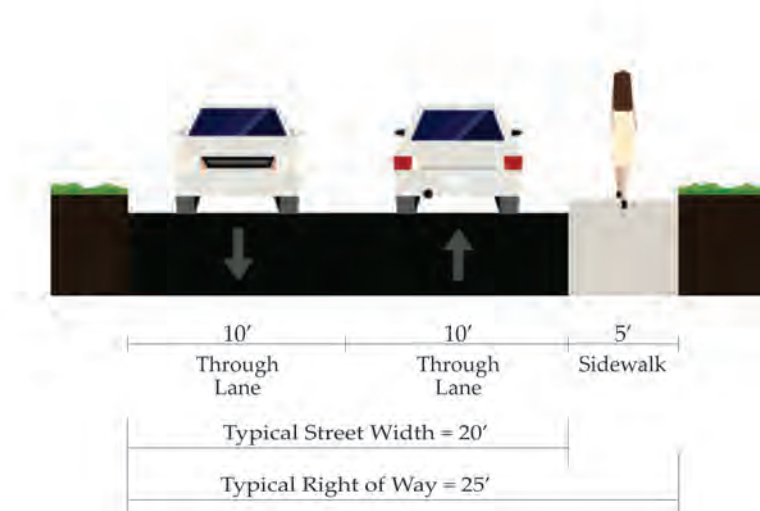 10′ 10′ 5′
Through Through Sidewalk
Lane Lane
Typical Street Width = 20′
Typical Right of Way = 25′